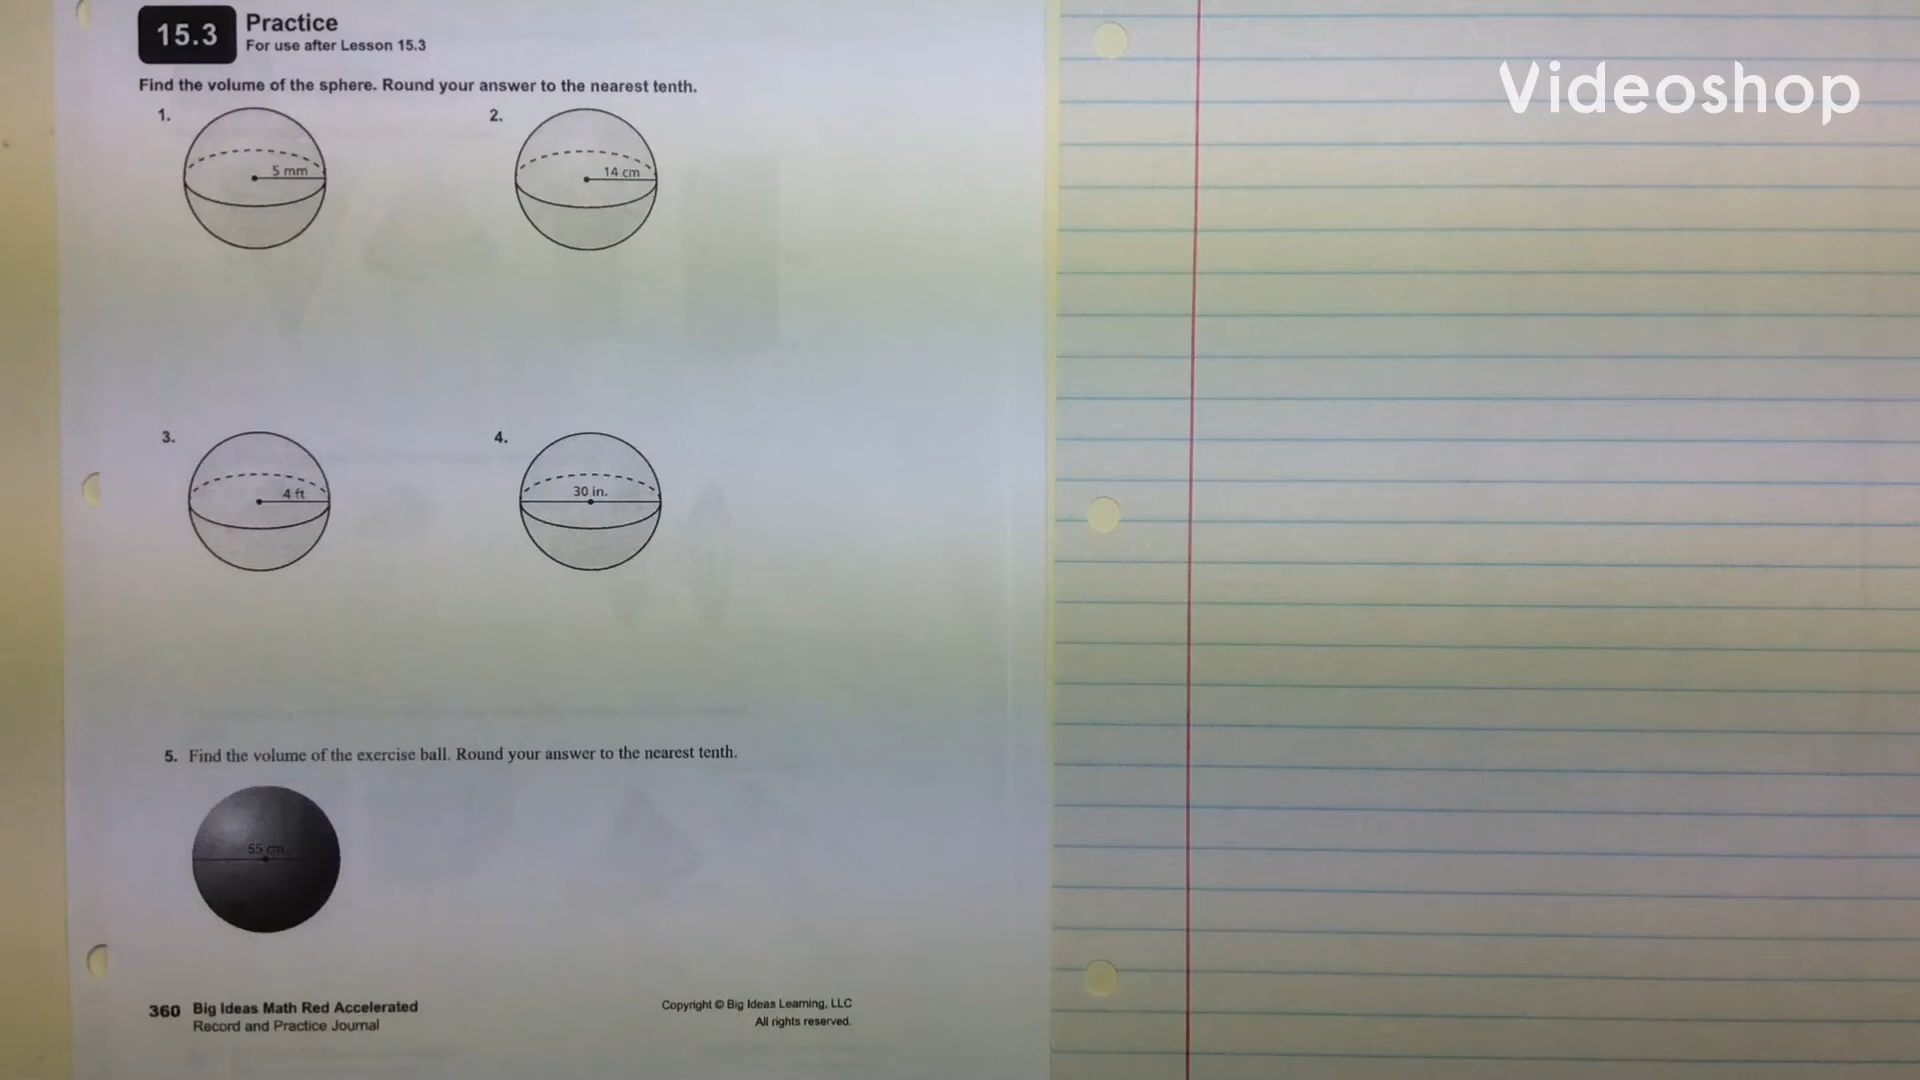 15.3
Practice
For use after Lesson 15.3
Videoshop
Find the volume of the sphere. Round your answer to the nearest tenth.
1.
5 mm
2.
14 cm
3.
4 ft
4.
30 in.
5. Find the volume of the exercise ball. Round your answer to the nearest tenth.
55 cm
360 Big Ideas Math Red Accelerated
Record and Practice Journal
Copyright © Big Ideas Learning, LLC
All rights reserved.